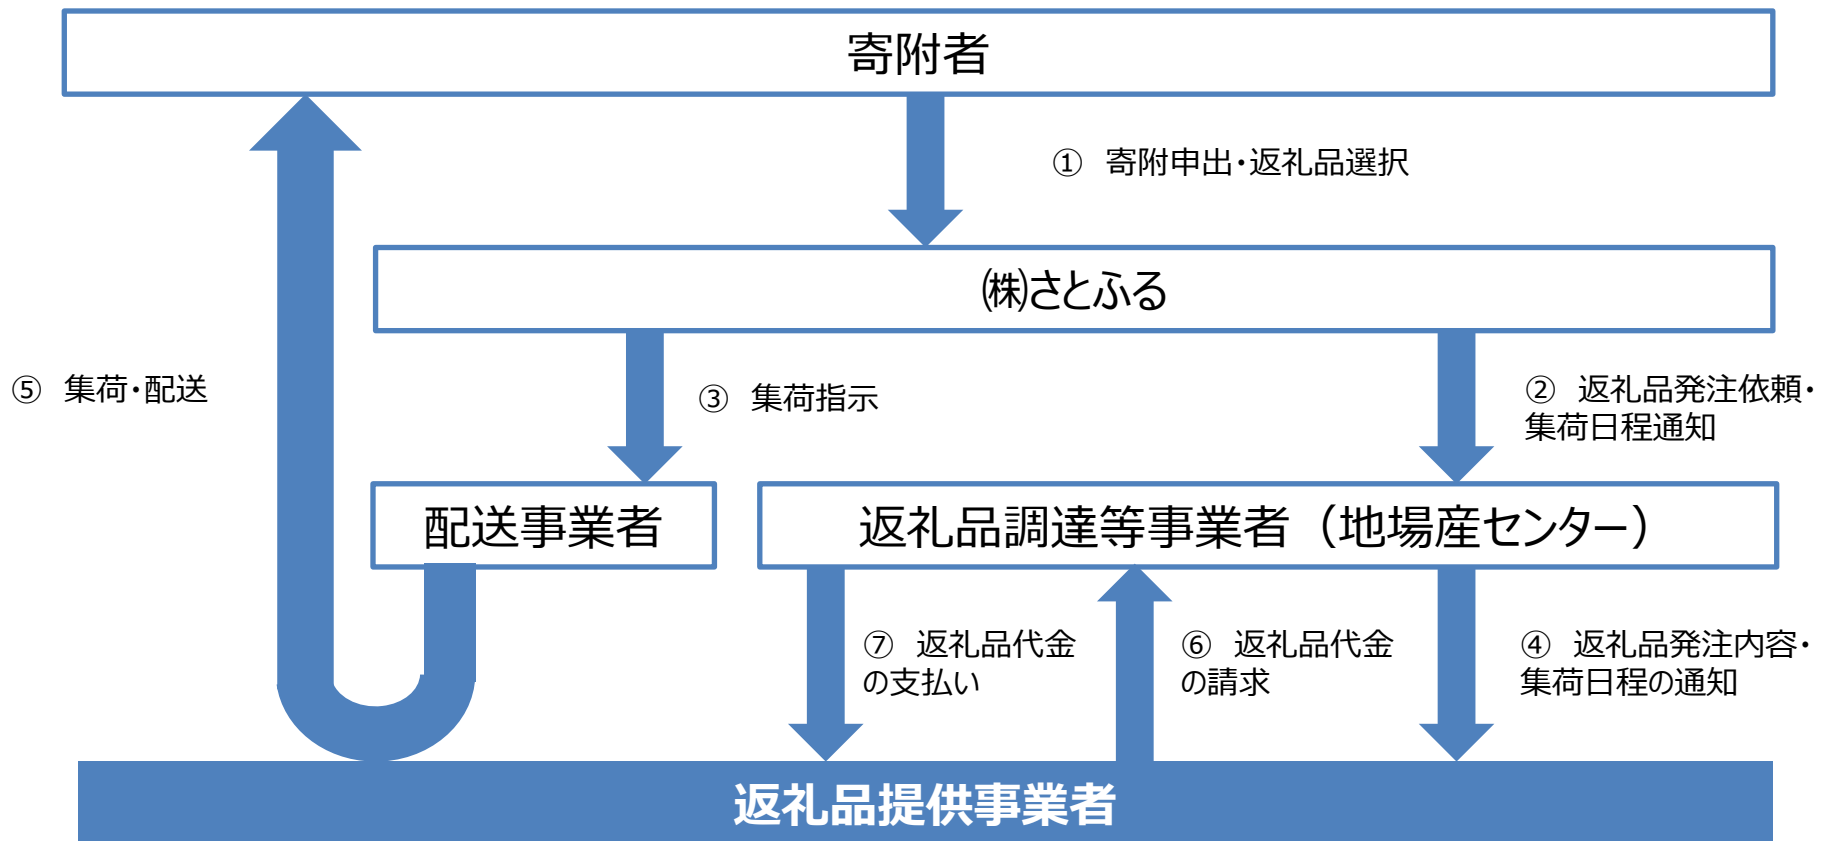 寄附者
① 寄附申出・返礼品選択
㈱さとふる
⑤ 集荷・配送
③ 集荷指示
② 返礼品発注依頼・
集荷日程通知
配送事業者
返礼品調達等事業者（地場産センター）
⑦ 返礼品代金
の支払い
⑥ 返礼品代金
の請求
④ 返礼品発注内容・
集荷日程の通知
返礼品提供事業者